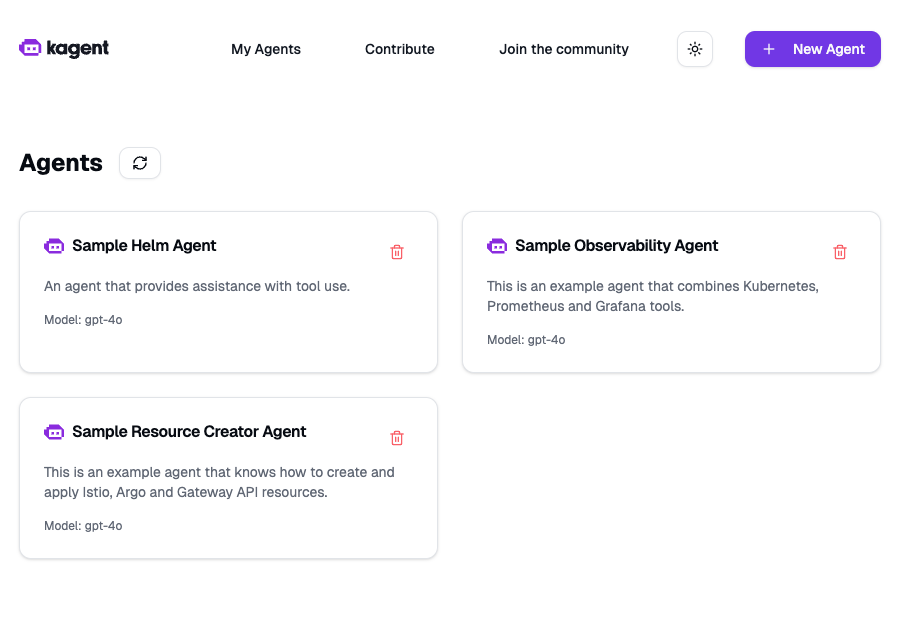 kagent
My Agents
Contribute
Join the community
New Agent
Agents
Sample Helm Agent
An agent that provides assistance with tool use.
Model: gpt-4o
Sample Observability Agent
This is an example agent that combines Kubernetes,
Prometheus and Grafana tools.
Model: gpt-4o
Sample Resource Creator Agent
This is an example agent that knows how to create and
apply Istio, Argo and Gateway API resources.
Model: gpt-4o